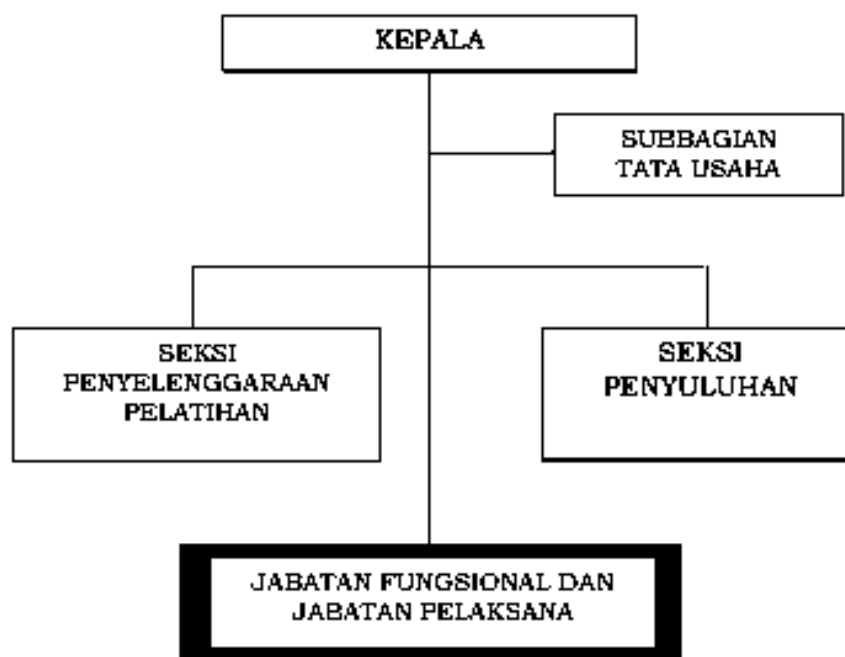 KEPALA
SUBBAGIAN
TATA USAHA
SEKSI
PENYELENGGARAAN
PELATIHAN
SEKSI
PENYULUHAN
JABATAN FUNGSIONAL DAN
JABATAN PELAKSANA